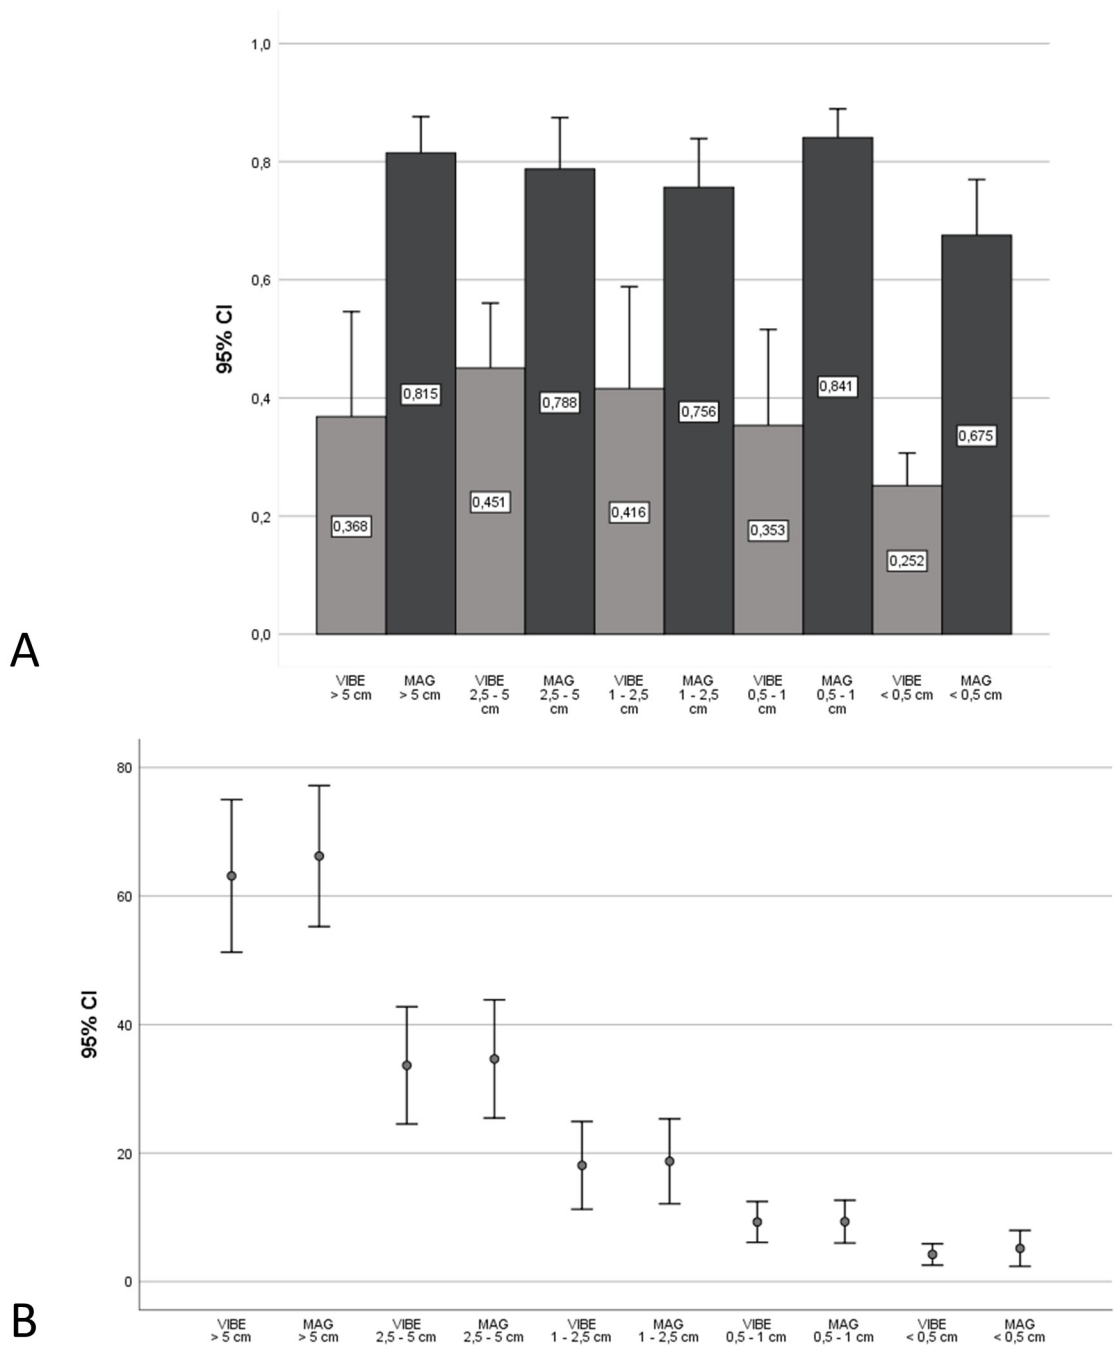 1,0
0,8
0,6
0,4
0,2
0,0
95% CI
0,368
0,815
0,451
0,788
0,416
0,756
0,353
0,841
0,252
0,675
VIBE
> 5 cm
MAG
> 5 cm
VIBE
2,5 - 5
cm
MAG
2,5 - 5
cm
VIBE
1 - 2,5
cm
MAG
1 - 2,5
cm
VIBE
0,5 - 1
cm
MAG
0,5 - 1
cm
VIBE
< 0,5 cm
MAG
< 0,5 cm
A
80
60
40
20
0
95% CI
VIBE
> 5 cm
MAG
> 5 cm
VIBE
2,5 - 5 cm
MAG
2,5 - 5 cm
VIBE
1 - 2,5 cm
MAG
1 - 2,5 cm
VIBE
0,5 - 1 cm
MAG
0,5 - 1 cm
VIBE
< 0,5 cm
MAG
< 0,5 cm
B